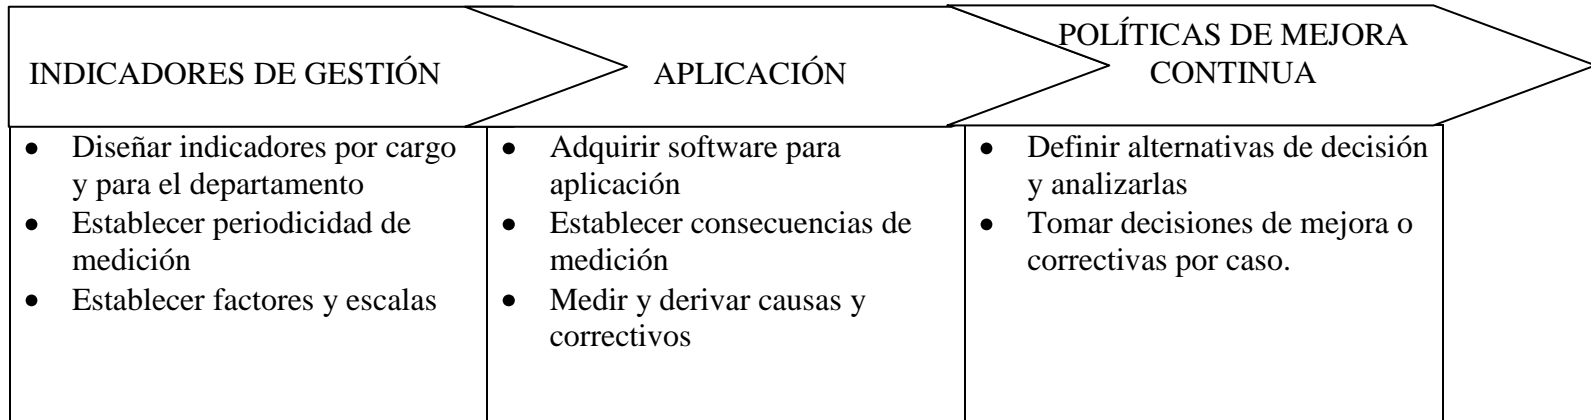 INDICADORES DE GESTIÓN
• Diseñar indicadores por cargo
y para el departamento
• Establecer periodicidad de
medición
• Establecer factores y escalas
APLICACIÓN
• Adquirir software para
aplicación
• Establecer consecuencias de
medición
• Medir y derivar causas y
correctivos
POLÍTICAS DE MEJORA
CONTINUA
• Definir alternativas de decisión
y analizarlas
• Tomar decisiones de mejora o
correctivas por caso.